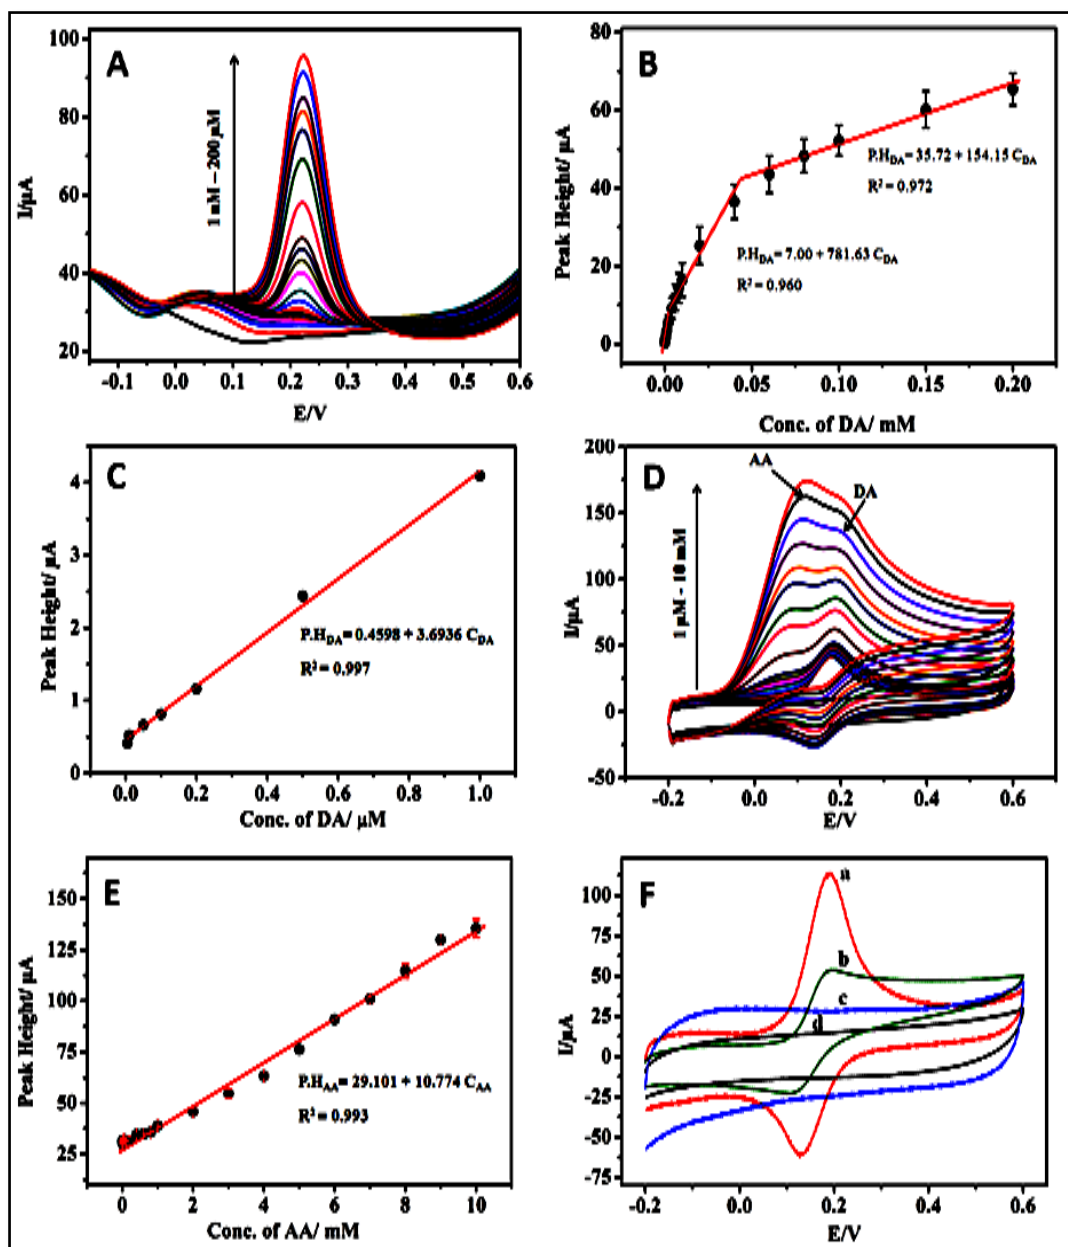 A
100
80
60
40
20
I/µA
1 nM – 200 µM
-0.1 0.0 0.1 0.2 0.3 0.4 0.5 0.6
E/V
B
80
60
40
20
0
Peak Height/ µA
P.H_DA = 35.72 + 154.15 C_DA
R² = 0.972
P.H_DA = 7.00 + 781.63 C_DA
R² = 0.960
0.00 0.05 0.10 0.15 0.20
Conc. of DA/ mM
C
4
3
2
1
0
Peak Height/ µA
P.H_DA = 0.4598 + 3.6936 C_DA
R² = 0.997
0.0 0.2 0.4 0.6 0.8 1.0
Conc. of DA/ µM
D
200
150
100
50
0
-50
I/µA
1 µM - 10 mM
AA
DA
-0.2 0.0 0.2 0.4 0.6
E/V
E
150
125
100
75
50
25
Peak Height/ µA
P.H_AA = 29.101 + 10.774 C_AA
R² = 0.993
0 2 4 6 8 10
Conc. of AA/ mM
F
100
75
50
25
0
-25
-50
-75
I/µA
a
b
c
d
-0.2 0.0 0.2 0.4 0.6
E/V